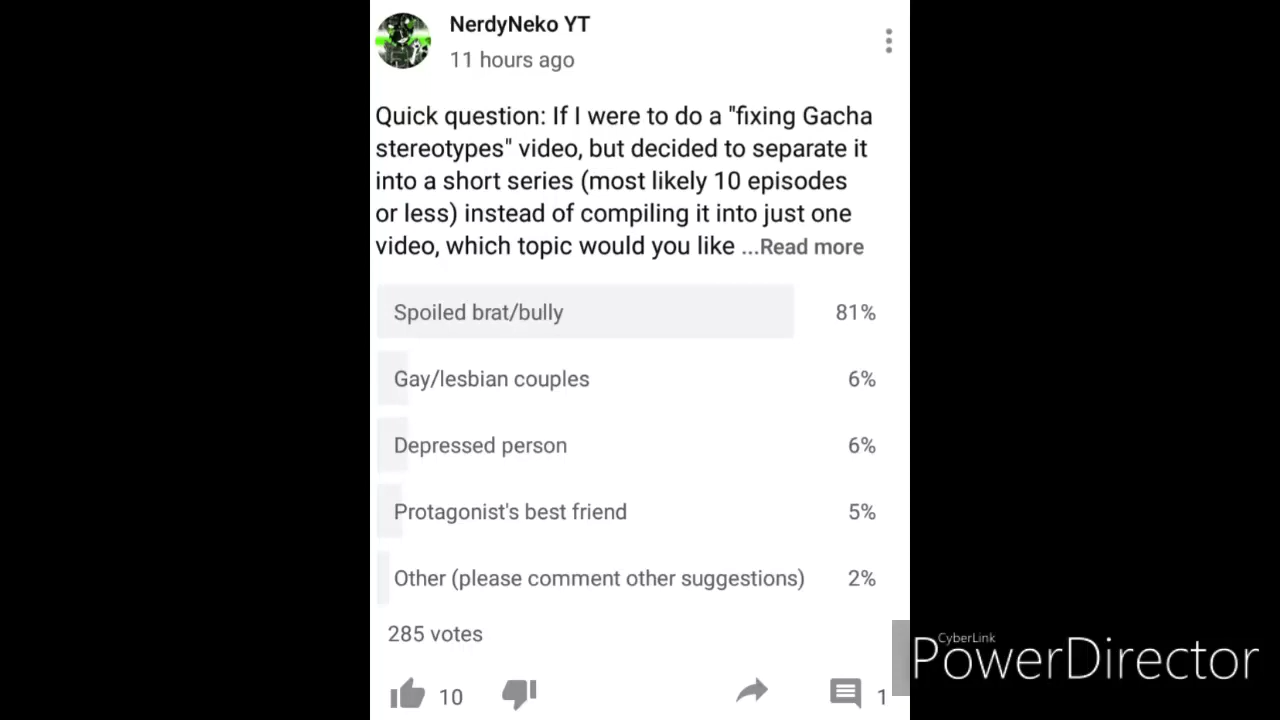 NerdyNeko YT
11 hours ago
Quick question: If I were to do a "fixing Gacha
stereotypes" video, but decided to separate it
into a short series (most likely 10 episodes
or less) instead of compiling it into just one
video, which topic would you like ...Read more
Spoiled brat/bully 81%
Gay/lesbian couples 6%
Depressed person 6%
Protagonist's best friend 5%
Other (please comment other suggestions) 2%
285 votes
10 1
CyberLink
PowerDirector